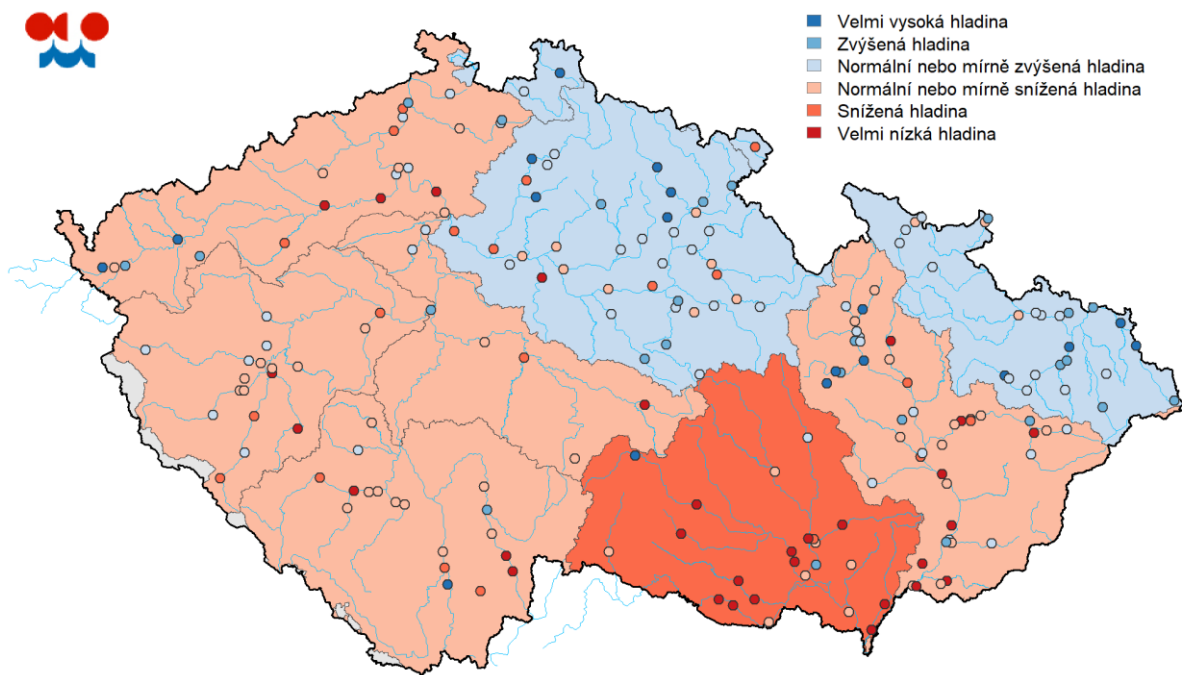 Velmi vysoká hladina
Zvýšená hladina
Normální nebo mírně zvýšená hladina
Normální nebo mírně snížená hladina
Snížená hladina
Velmi nízká hladina